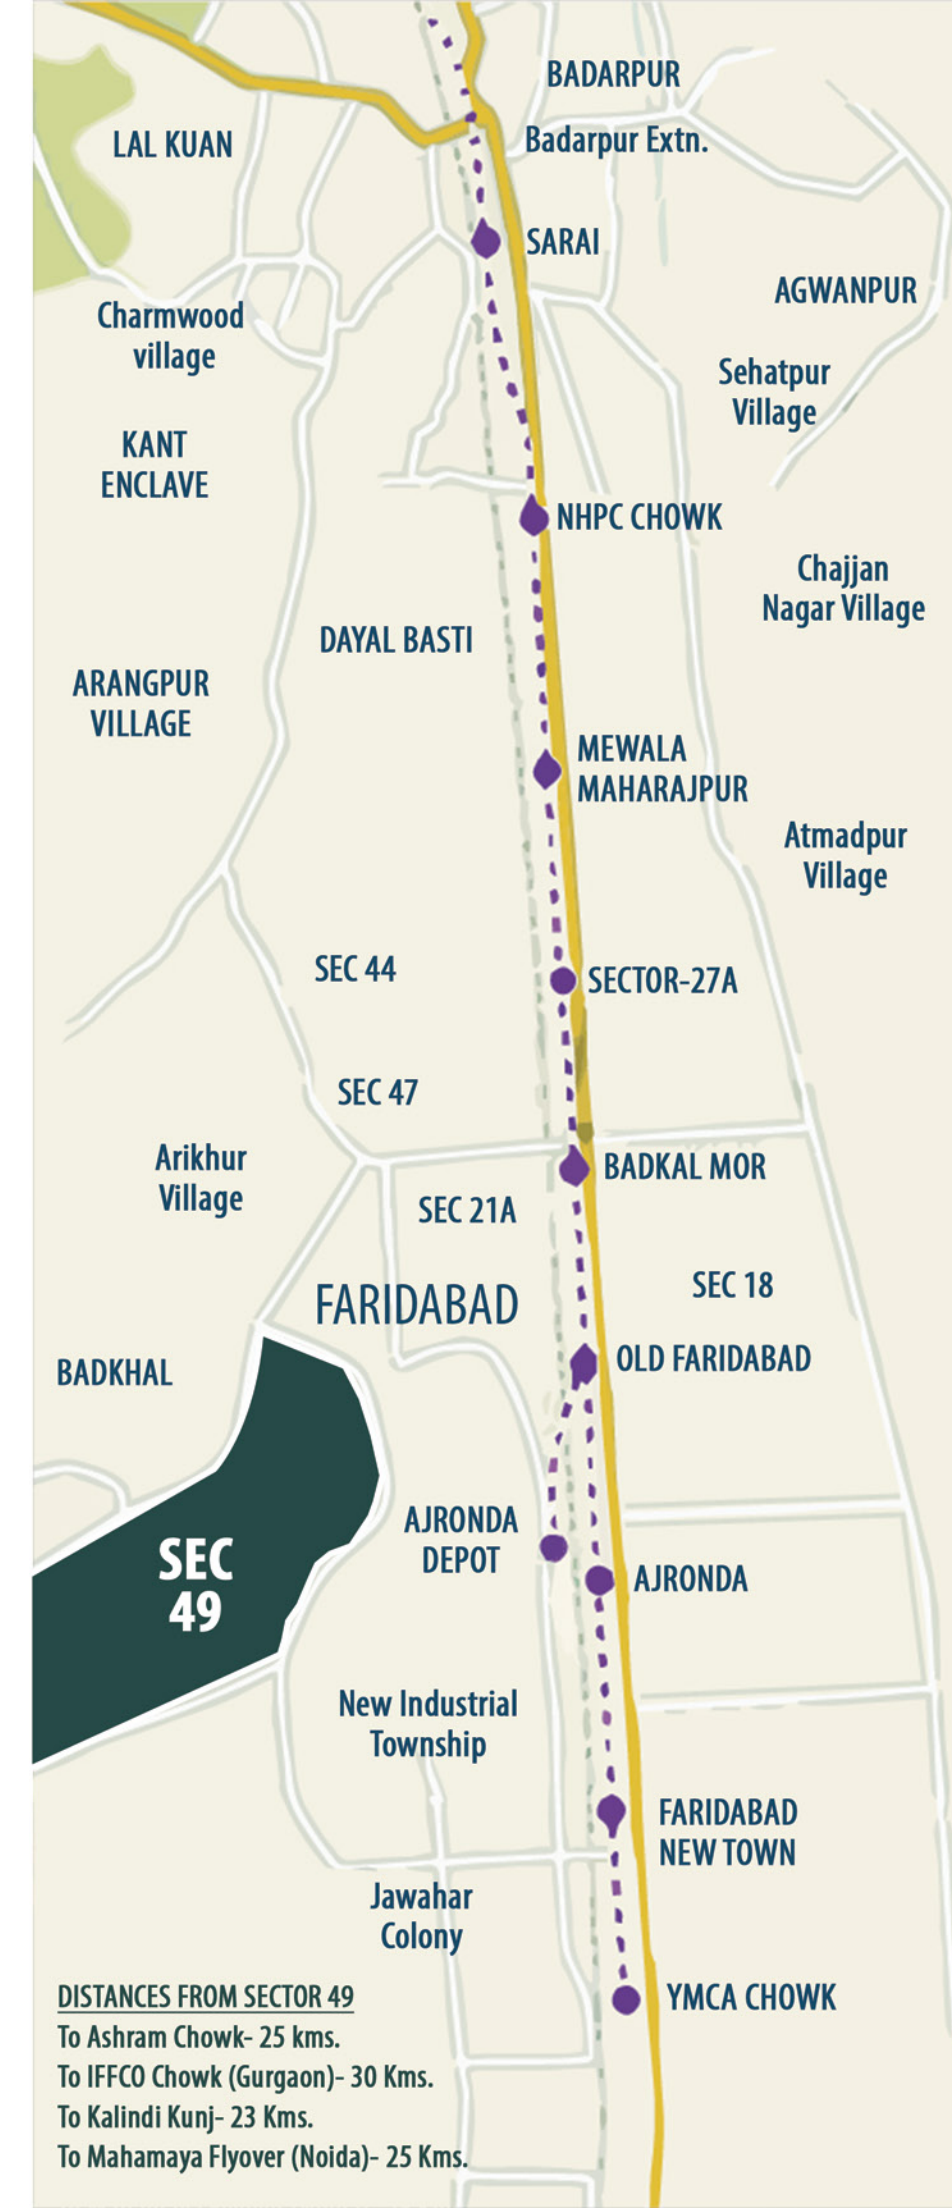 BADARPUR
LAL KUAN
Badarpur Extn.
SARAI
AGWANPUR
Charmwood
village
Sehatpur
Village
KANT
ENCLAVE
NHPC CHOWK
Chajjan
Nagar Village
DAYAL BASTI
ARANGPUR
VILLAGE
MEWALA
MAHARAJPUR
Atmadpur
Village
SEC 44
SECTOR-27A
SEC 47
Arikhur
Village
BADKAL MOR
SEC 21A
SEC 18
FARIDABAD
OLD FARIDABAD
BADKHAL
AJRONDA
DEPOT
SEC
49
AJRONDA
New Industrial
Township
FARIDABAD
NEW TOWN
Jawahar
Colony
YMCA CHOWK
DISTANCES FROM SECTOR 49
To Ashram Chowk- 25 kms.
To IFFCO Chowk (Gurgaon)- 30 Kms.
To Kalindi Kunj- 23 Kms.
To Mahamaya Flyover (Noida)- 25 Kms.